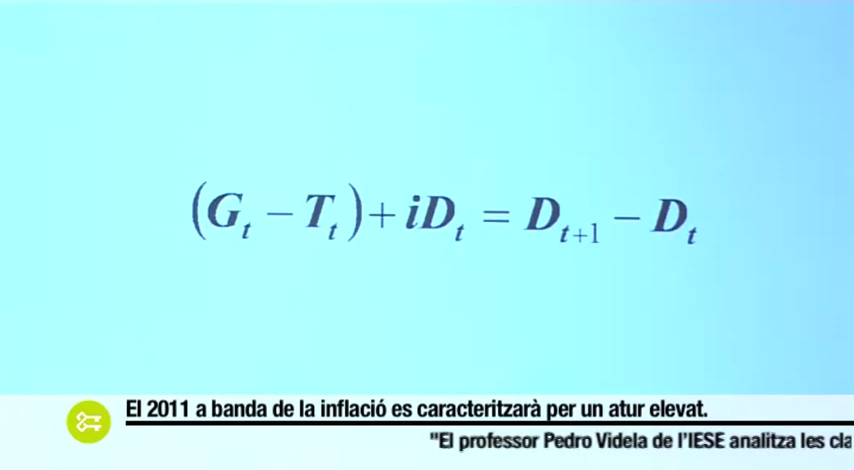 (G_t − T_t) + iD_t = D_{t+1} − D_t
El 2011 a banda de la inflació es caracteritzarà per un atur elevat.
"El professor Pedro Videla de l'IESE analitza les cla